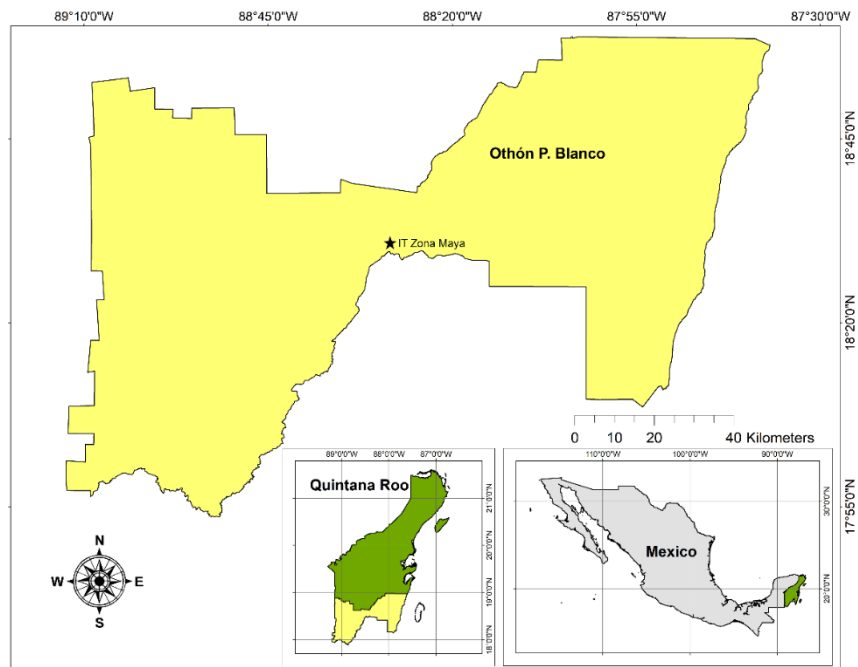 89°10'0"W 88°45'0"W 88°20'0"W 87°55'0"W 87°30'0"W
18°45'0"N
Othón P. Blanco
IT Zona Maya
18°20'0"N
0 10 20 40 Kilometers
89°0'0"W 88°0'0"W 87°0'0"W
Quintana Roo
21°0'0"N
20°0'0"N
19°0'0"N
18°0'0"N
110°0'0"W 100°0'0"W 90°0'0"W
30°0'0"N
Mexico
20°0'0"N
17°55'0"N
N
W E
S